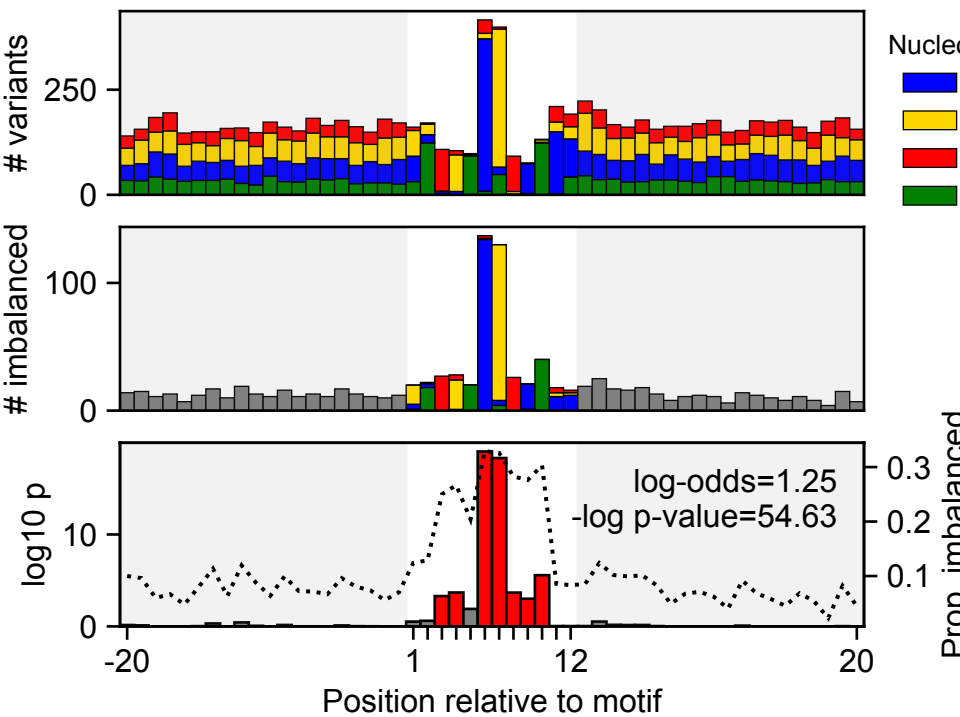 # variants
250
0
Nucleo
# imbalanced
100
0
log10 p
10
0
log-odds=1.25
-log p-value=54.63
0.3
0.2
0.1
Prop. imbalanced
-20
1
12
20
Position relative to motif